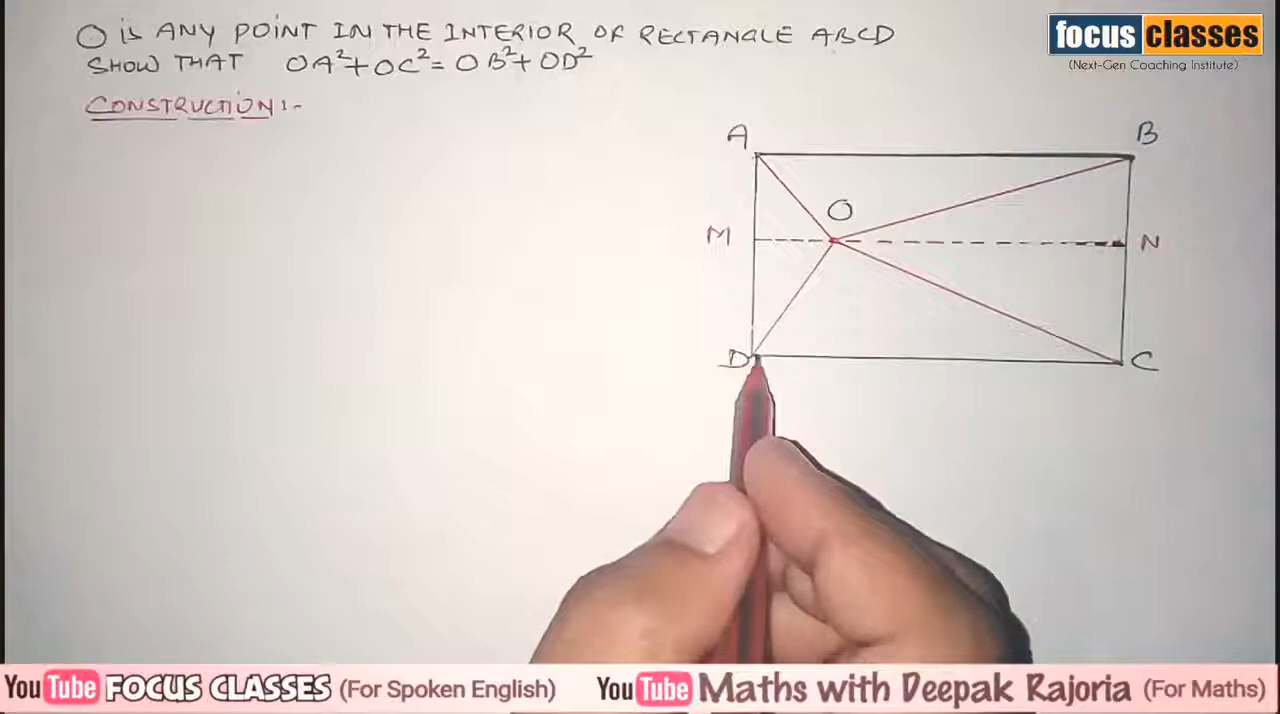 O is ANY POINT IN THE INTERIOR OF RECTANGLE ABCD
SHOW THAT OA²+OC²=OB²+OD²
CONSTRUCTION:-
focus classes
(Next-Gen Coaching Institute)
A
B
O
M
N
D
C
YouTube FOCUS CLASSES (For Spoken English)
YouTube Maths with Deepak Rajoria (For Maths)